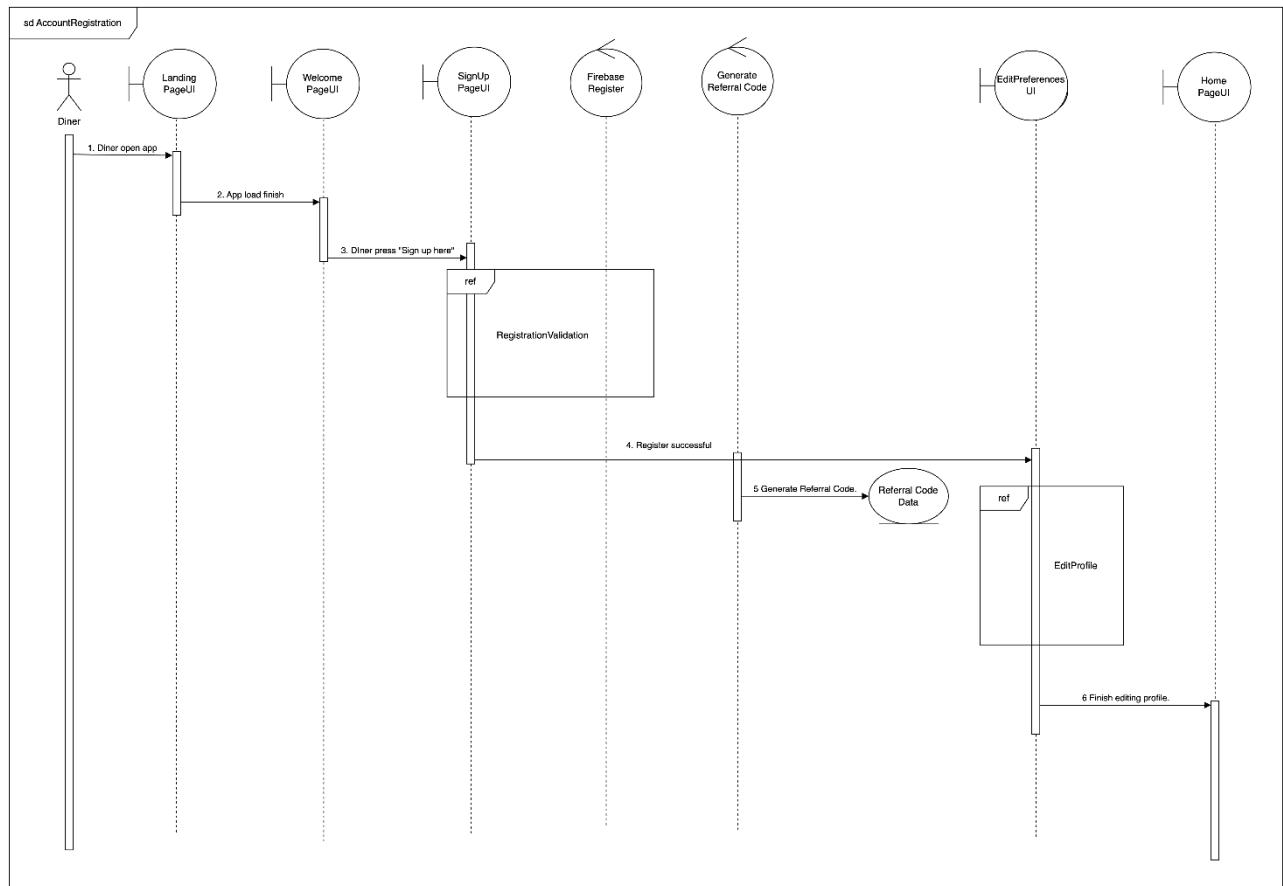 sd AccountRegistration
Landing
PageUI
Welcome
PageUI
SignUp
PageUI
Firebase
Register
Generate
Referral Code
EditPreferences
UI
Home
PageUI
Diner
1. Diner open app
2. App load finish
3. DIner press "Sign up here"
ref
RegistrationValidation
4. Register successful
5 Generate Referral Code.
Referral Code
Data
ref
EditProfile
6 Finish editing profile.